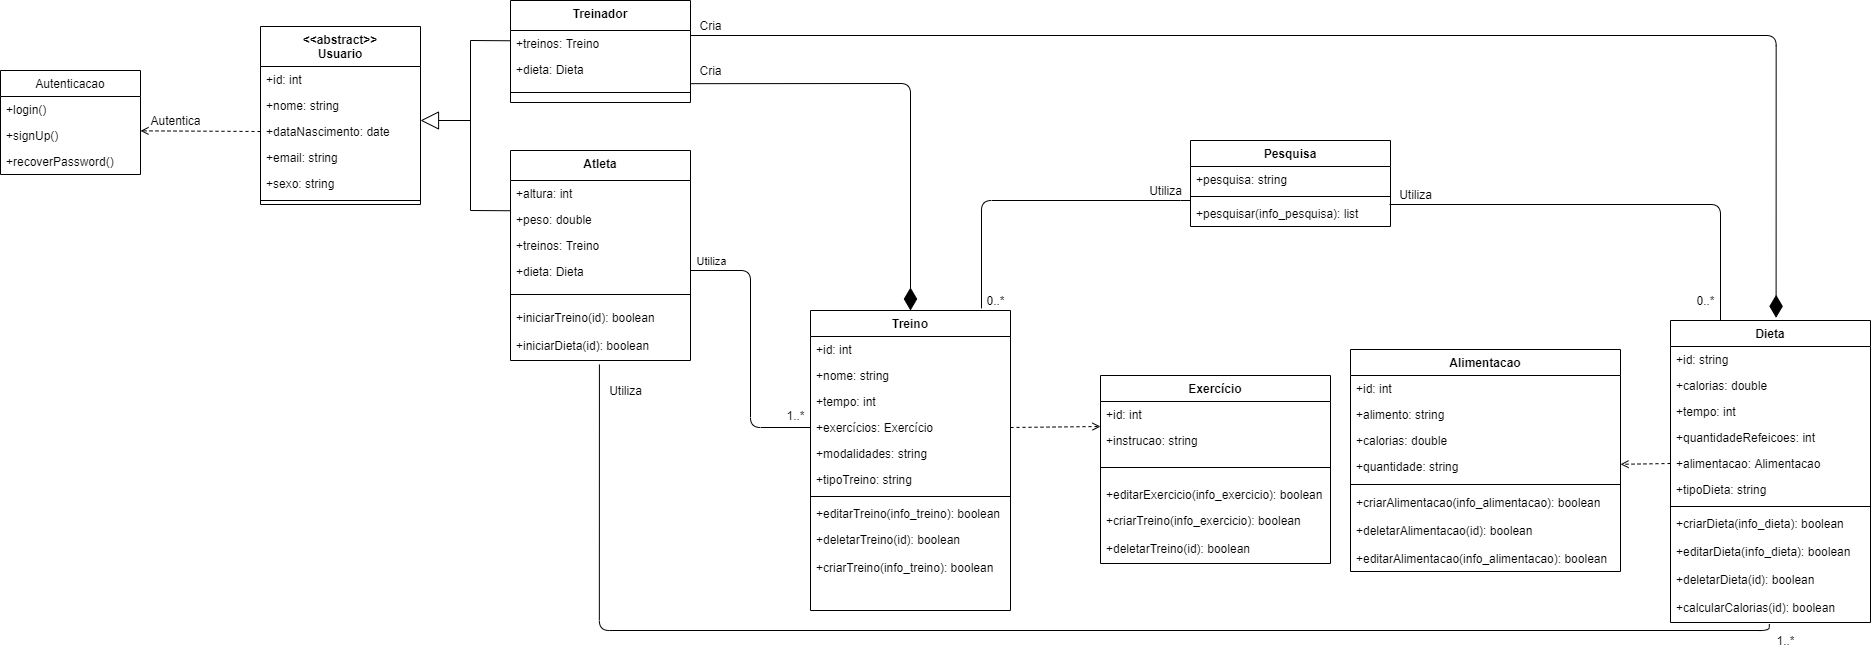 Autenticacao
+login()
+signUp()
+recoverPassword()
Autentica
<<abstract>>
Usuario
+id: int
+nome: string
+dataNascimento: date
+email: string
+sexo: string
Treinador
+treinos: Treino
+dieta: Dieta
Cria
Cria
Atleta
+altura: int
+peso: double
+treinos: Treino
+dieta: Dieta
+iniciarTreino(id): boolean
+iniciarDieta(id): boolean
Utiliza
Utiliza
1..*
Treino
+id: int
+nome: string
+tempo: int
+exercícios: Exercício
+modalidades: string
+tipoTreino: string
+editarTreino(info_treino): boolean
+deletarTreino(id): boolean
+criarTreino(info_treino): boolean
0..*
Utiliza
Pesquisa
+pesquisa: string
+pesquisar(info_pesquisa): list
Utiliza
0..*
Exercício
+id: int
+instrucao: string
+editarExercicio(info_exercicio): boolean
+criarTreino(info_exercicio): boolean
+deletarTreino(id): boolean
Alimentacao
+id: int
+alimento: string
+calorias: double
+quantidade: string
+criarAlimentacao(info_alimentacao): boolean
+deletarAlimentacao(id): boolean
+editarAlimentacao(info_alimentacao): boolean
Dieta
+id: string
+calorias: double
+tempo: int
+quantidadeRefeicoes: int
+alimentacao: Alimentacao
+tipoDieta: string
+criarDieta(info_dieta): boolean
+editarDieta(info_dieta): boolean
+deletarDieta(id): boolean
+calcularCalorias(id): boolean
1..*